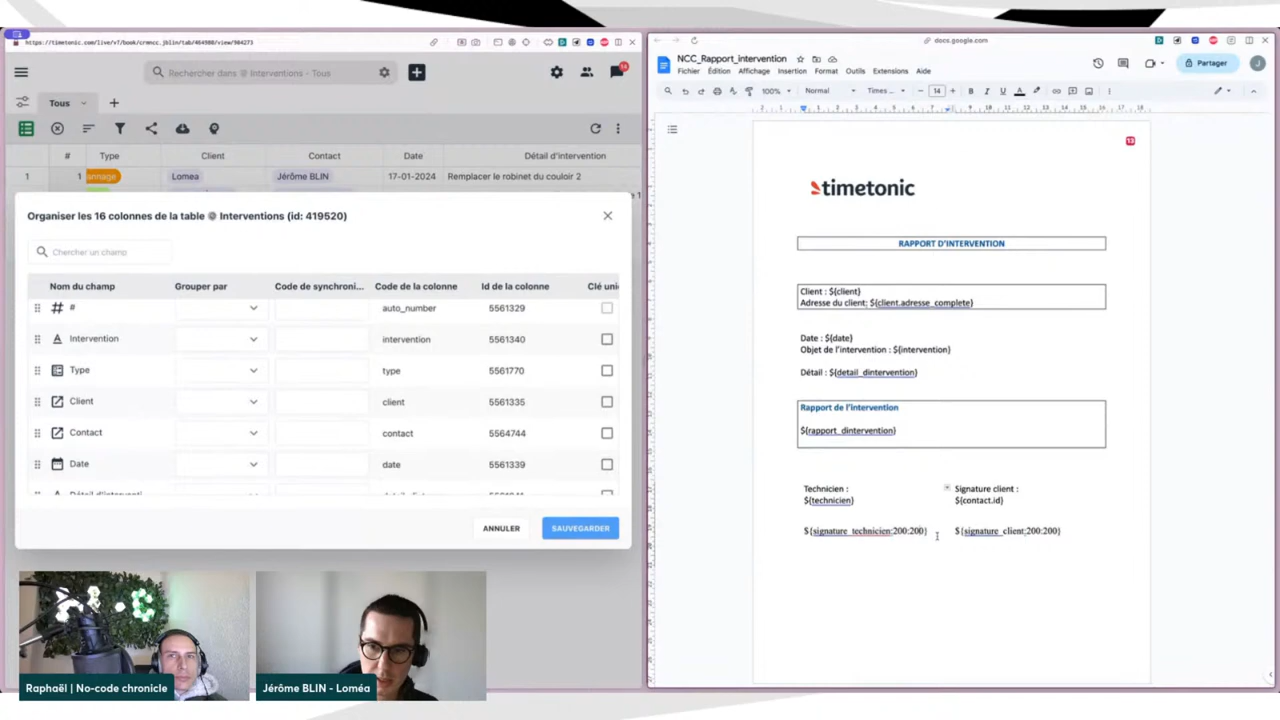 https://timetonic.com/live/v7/book/crmncc.jblin/tab/404980/view/984273
Rechercher dans @ Interventions - Tous
Tous
# Type Client Contact Date Détail d'intervention
1 1 nnage Lomea Jérôme BLIN 17-01-2024 Remplacer le robinet du couloir 2
Organiser les 16 colonnes de la table @ Interventions (id: 419520)
Chercher un champ
Nom du champ Grouper par Code de synchroni... Code de la colonne Id de la colonne Clé uni
# auto_number 5561329
Intervention intervention 5561340
Type type 5561770
Client client 5561335
Contact contact 5564744
Date date 5561339
ANNULER SAUVEGARDER
Raphaël | No-code chronicle
Jérôme BLIN - Loméa
docs.google.com
NCC_Rapport_intervention
Fichier Édition Affichage Insertion Format Outils Extensions Aide
Partager
J
100% Normal Times ... 14
13
timetonic
RAPPORT D'INTERVENTION
Client : ${client}
Adresse du client; ${client.adresse_complete}
Date : ${date}
Objet de l'intervention : ${intervention}
Détail : ${detail_dintervention}
Rapport de l'intervention
${rapport_dintervention}
Technicien : Signature client :
${technicien} ${contact.id}
${signature_technicien:200:200} ${signature_client:200:200}